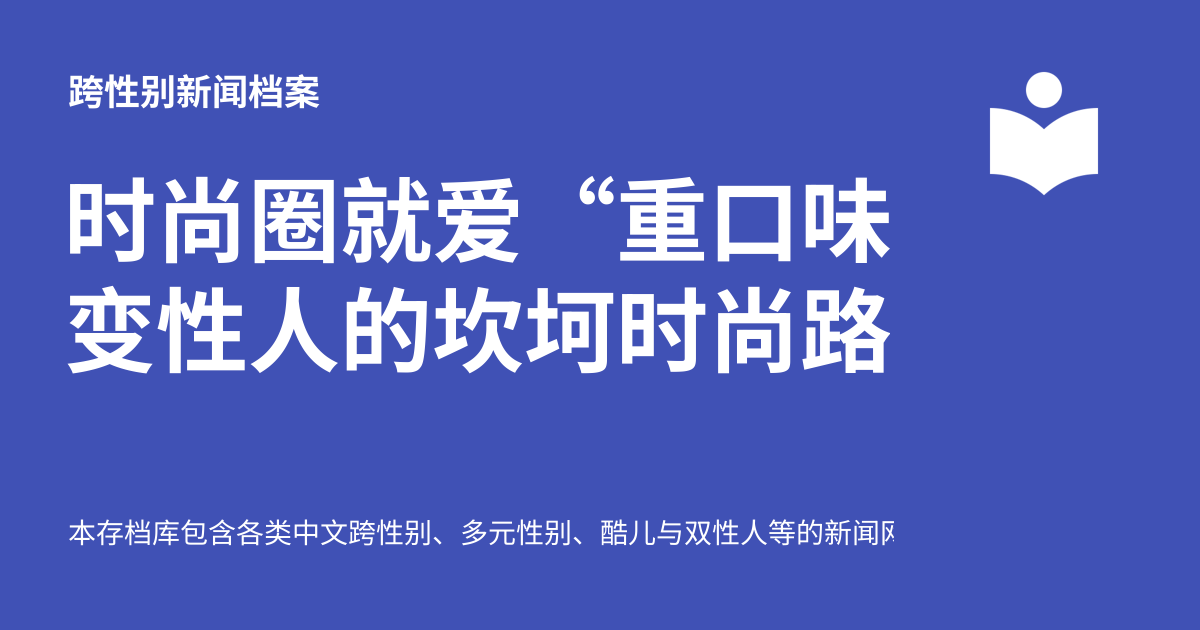 跨性别新闻档案
时尚圈就爱“重口味
变性人的坎坷时尚路
本存档库包含各类中文跨性别、多元性别、酷儿与双性人等的新闻